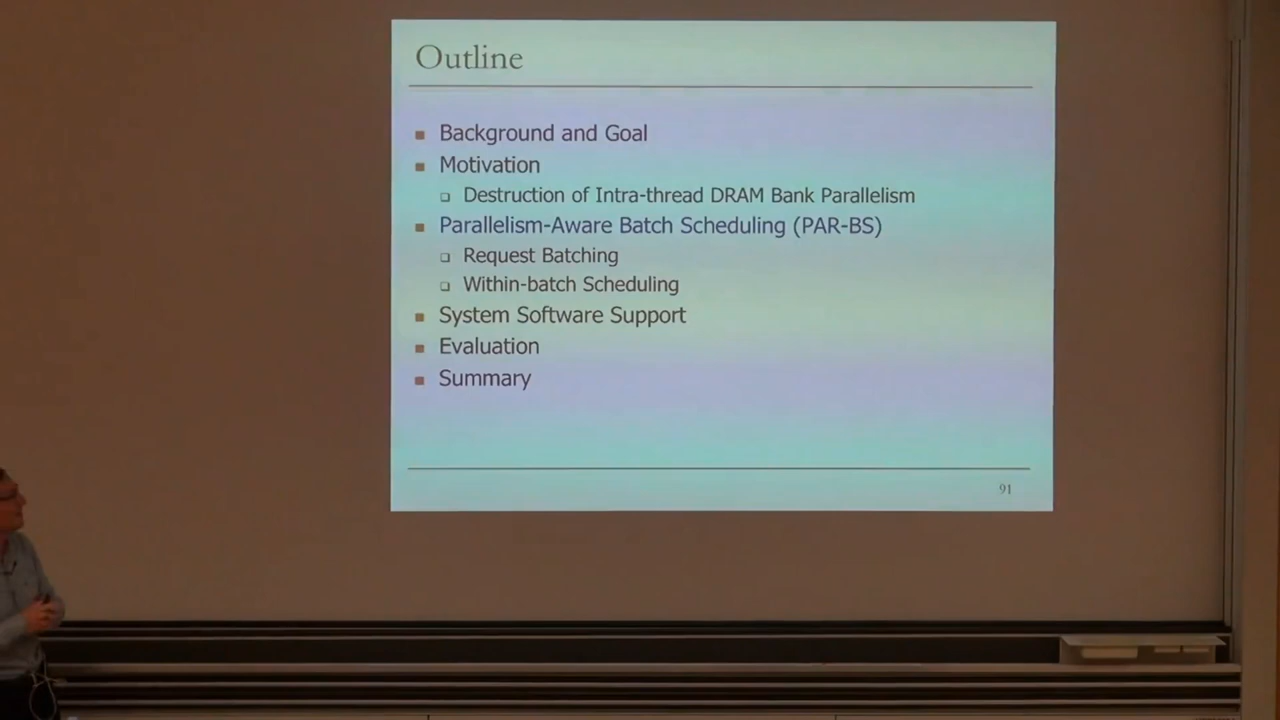 Outline
Background and Goal
Motivation
Destruction of Intra-thread DRAM Bank Parallelism
Parallelism-Aware Batch Scheduling (PAR-BS)
Request Batching
Within-batch Scheduling
System Software Support
Evaluation
Summary
91